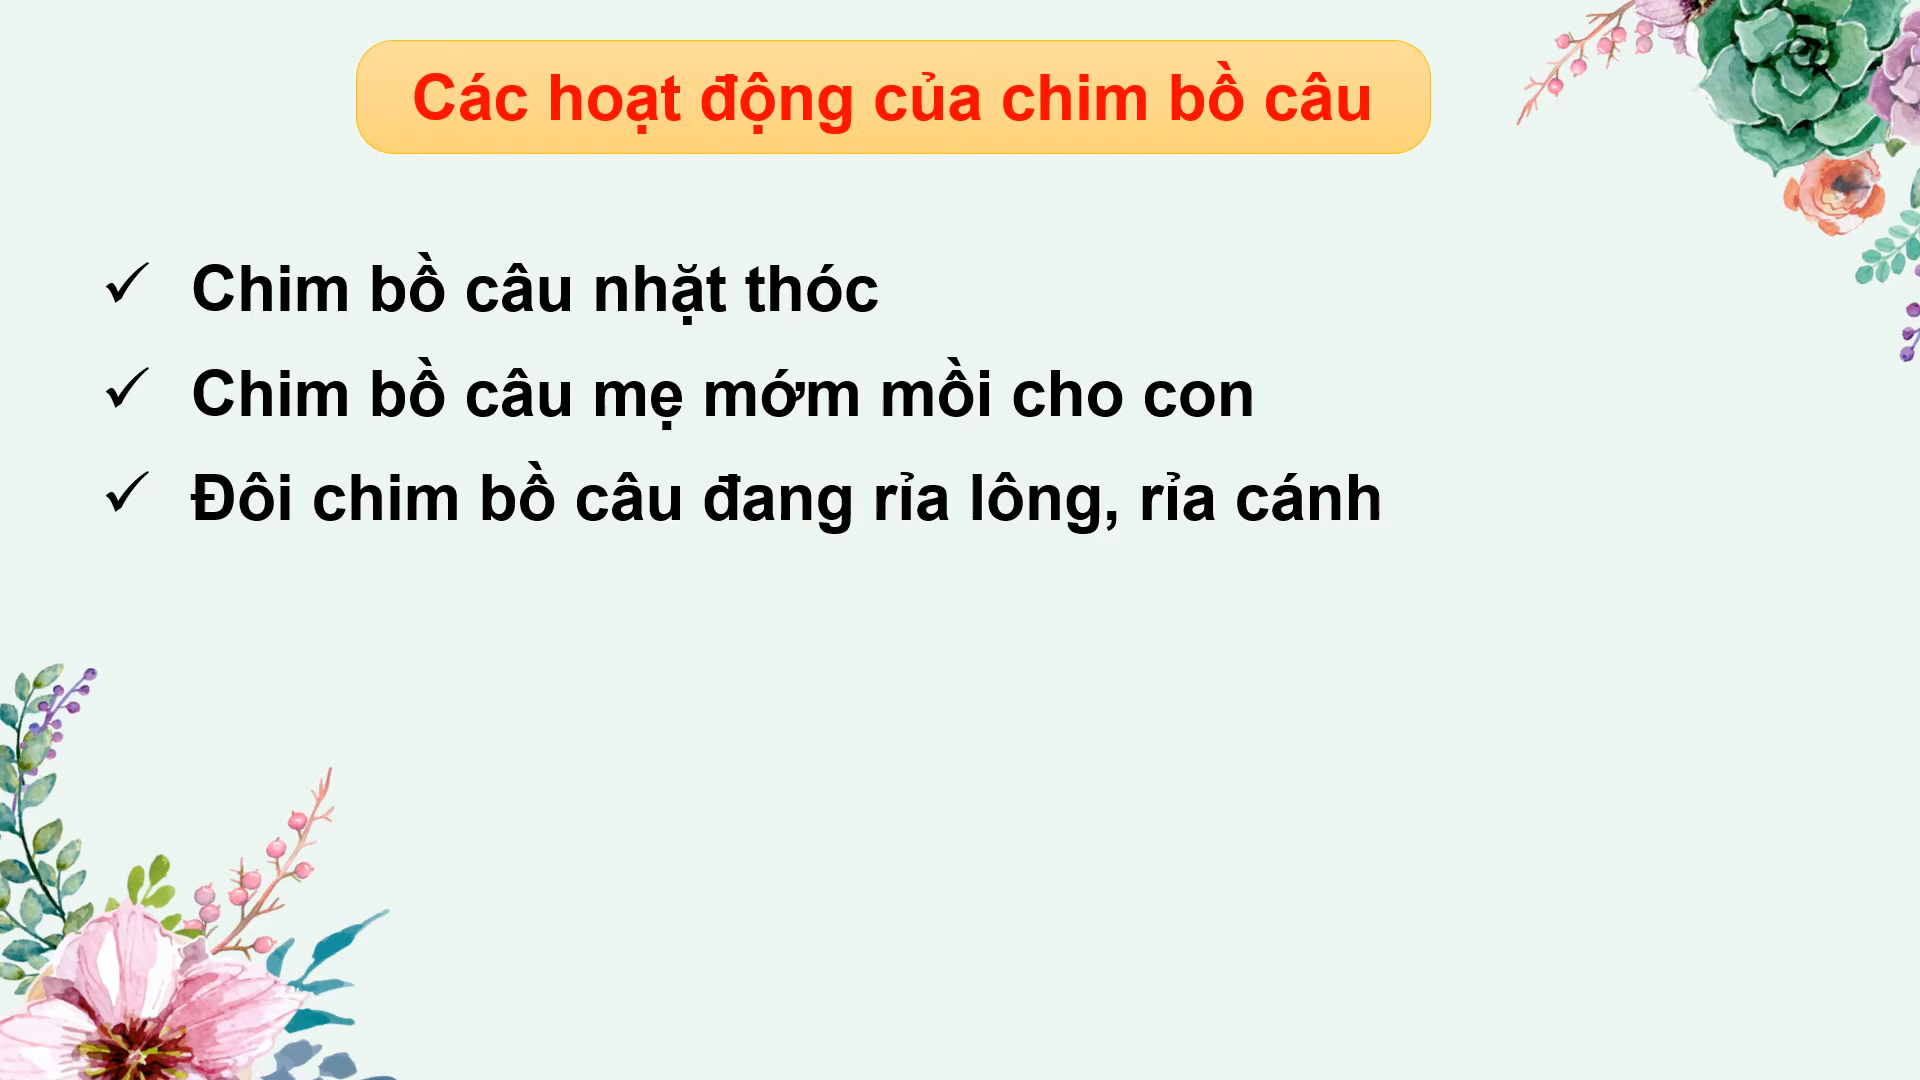 Các hoạt động của chim bồ câu
✓ Chim bồ câu nhặt thóc
✓ Chim bồ câu mẹ mớm mồi cho con
✓ Đôi chim bồ câu đang rỉa lông, rỉa cánh